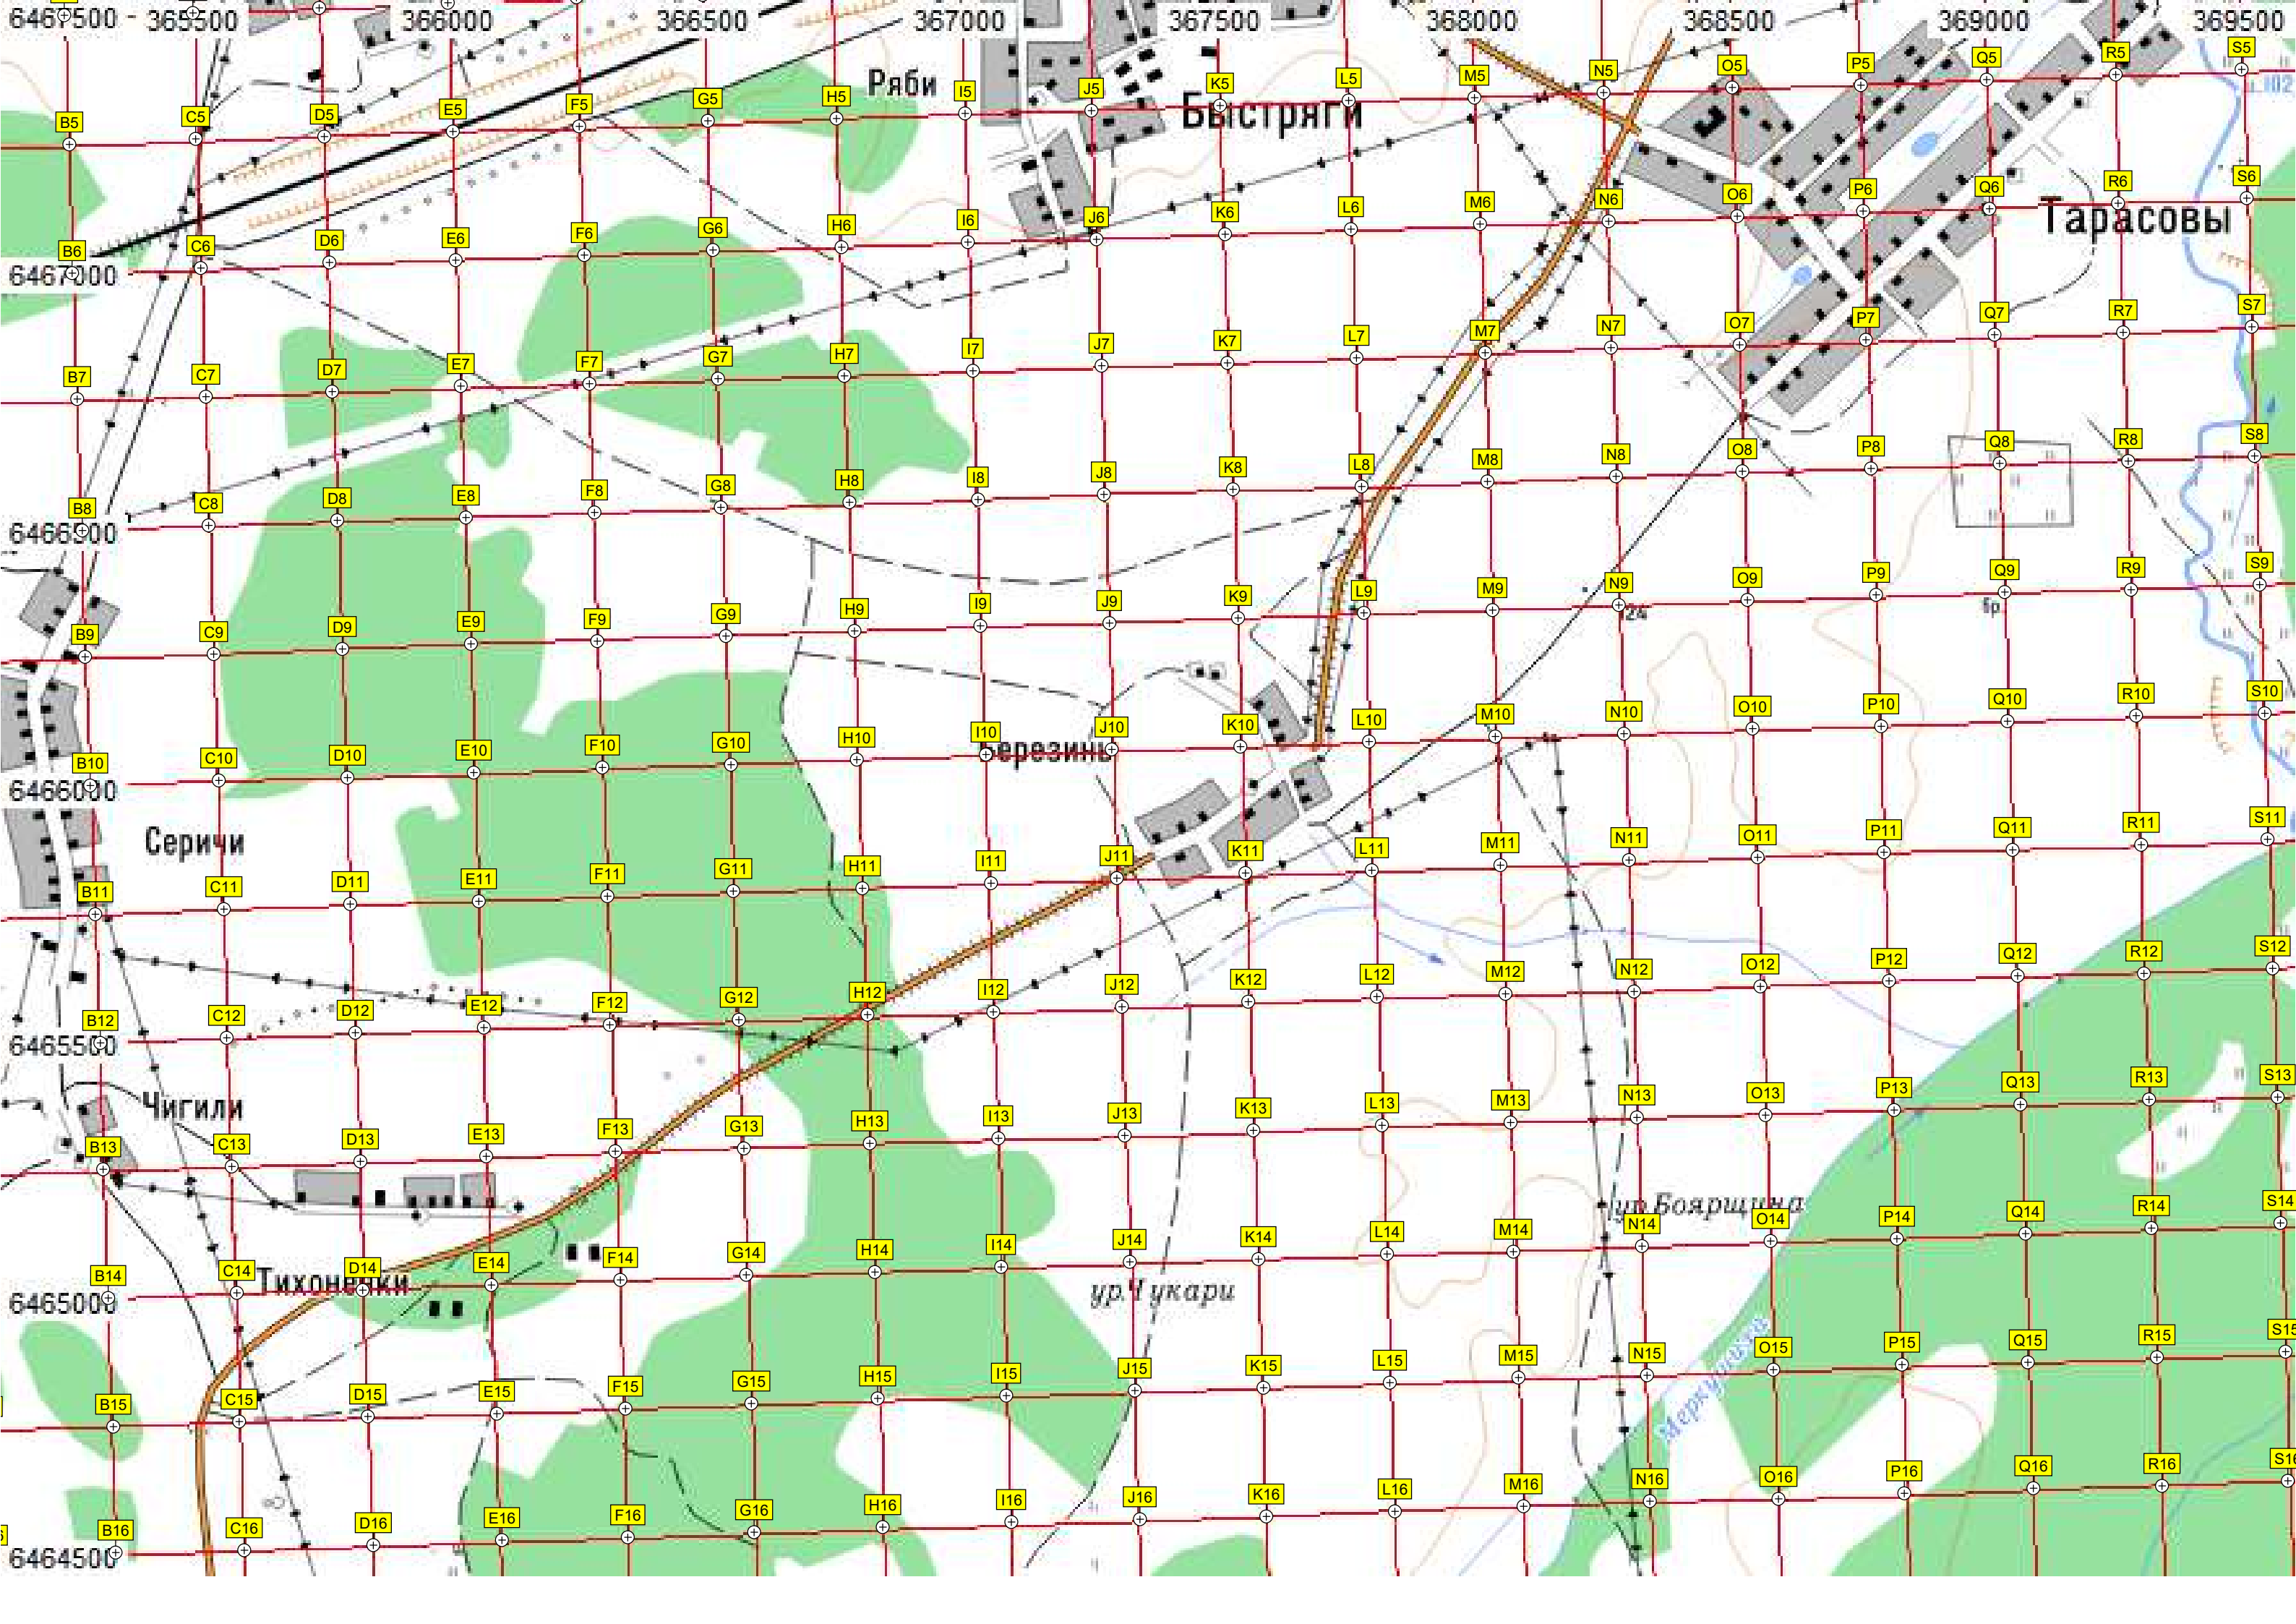 6467500 365500 366000 366500 367000 367500 368000 368500 369000 369500
Ряби
Быстряги
B5 C5 D5 E5 F5 G5 H5 I5 J5 K5 L5 M5 N5 O5 P5 Q5 R5 S5
Тарасовы
B6 C6 D6 E6 F6 G6 H6 I6 J6 K6 L6 M6 N6 O6 P6 Q6 R6 S6
6467000
B7 C7 D7 E7 F7 G7 H7 I7 J7 K7 L7 M7 N7 O7 P7 Q7 R7 S7
B8 C8 D8 E8 F8 G8 H8 I8 J8 K8 L8 M8 N8 O8 P8 Q8 R8 S8
6466500
B9 C9 D9 E9 F9 G9 H9 I9 J9 K9 L9 M9 N9 O9 P9 Q9 R9 S9
бр.
B10 C10 D10 E10 F10 G10 H10 I10 J10 K10 L10 M10 N10 O10 P10 Q10 R10 S10
6466000
Березины
Серичи
B11 C11 D11 E11 F11 G11 H11 I11 J11 K11 L11 M11 N11 O11 P11 Q11 R11 S11
B12 C12 D12 E12 F12 G12 H12 I12 J12 K12 L12 M12 N12 O12 P12 Q12 R12 S12
6465500
Чигили
B13 C13 D13 E13 F13 G13 H13 I13 J13 K13 L13 M13 N13 O13 P13 Q13 R13 S13
ур.Боярщина
B14 C14 D14 E14 F14 G14 H14 I14 J14 K14 L14 M14 N14 O14 P14 Q14 R14 S14
Тихонечки
ур.Чукари
6465000
B15 C15 D15 E15 F15 G15 H15 I15 J15 K15 L15 M15 N15 O15 P15 Q15 R15 S15
B16 C16 D16 E16 F16 G16 H16 I16 J16 K16 L16 M16 N16 O16 P16 Q16 R16 S16
6464500